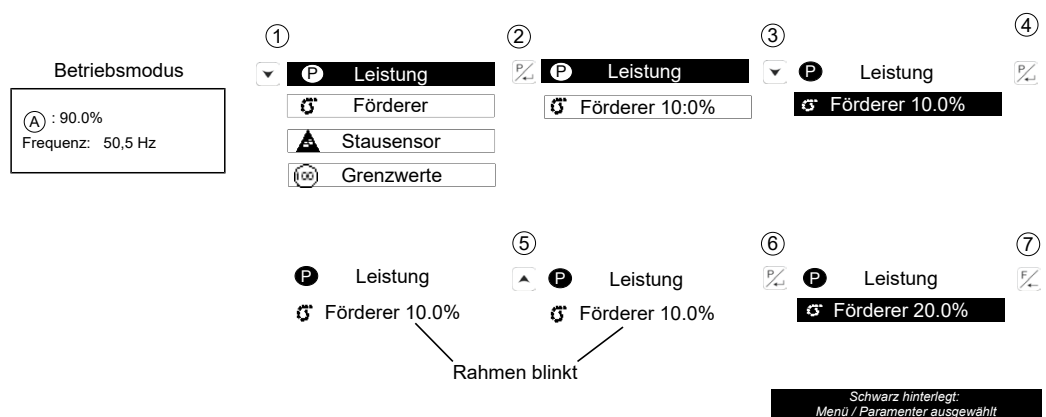 ① ② ③ ④
Betriebsmodus
Ⓐ : 90.0%
Frequenz: 50,5 Hz
P Leistung
Förderer
Stausensor
Grenzwerte
P
P Leistung
Förderer 10:0%
P Leistung
Förderer 10.0%
P
⑤ ⑥ ⑦
P Leistung
Förderer 10.0%
P Leistung
Förderer 10.0%
P
P Leistung
Förderer 20.0%
F
Rahmen blinkt
Schwarz hinterlegt:
Menü / Paramenter ausgewählt